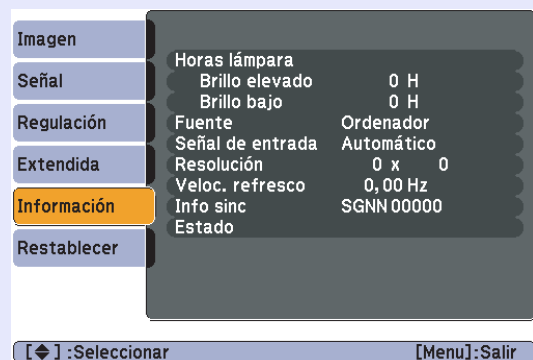 Imagen
Señal
Regulación
Extendida
Información
Restablecer
Horas lámpara
Brillo elevado 0 H
Brillo bajo 0 H
Fuente Ordenador
Señal de entrada Automático
Resolución 0 x 0
Veloc. refresco 0,00 Hz
Info sinc SGNN 00000
Estado
[◆] :Seleccionar [Menu]:Salir